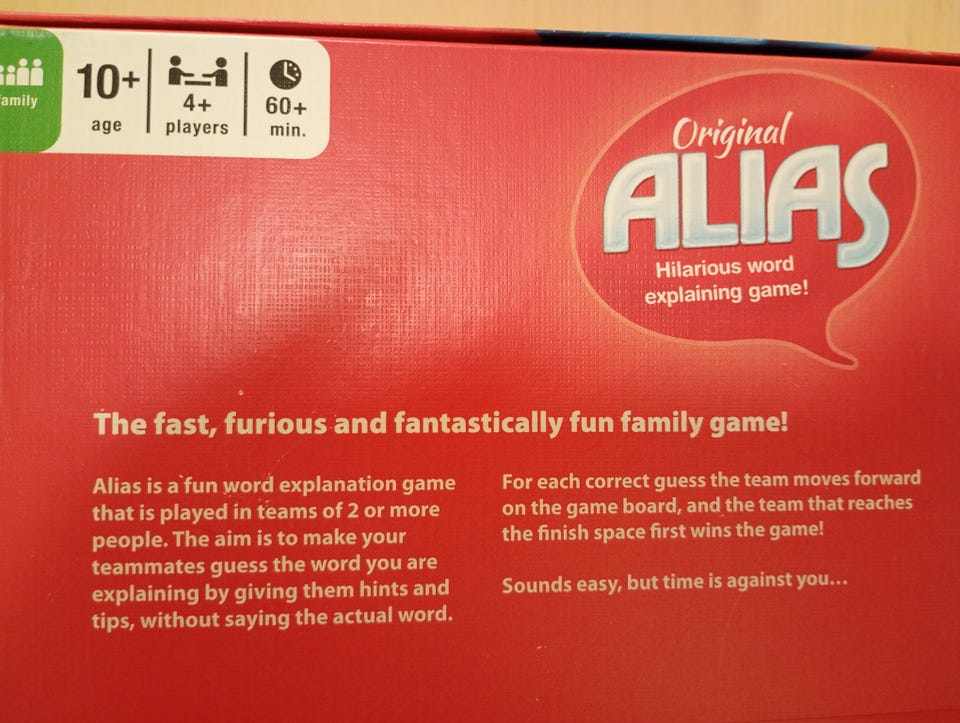 family
10+
age
4+
players
60+
min.
Original
ALIAS
Hilarious word
explaining game!
The fast, furious and fantastically fun family game!
Alias is a fun word explanation game
that is played in teams of 2 or more
people. The aim is to make your
teammates guess the word you are
explaining by giving them hints and
tips, without saying the actual word.
For each correct guess the team moves forward
on the game board, and the team that reaches
the finish space first wins the game!
Sounds easy, but time is against you...